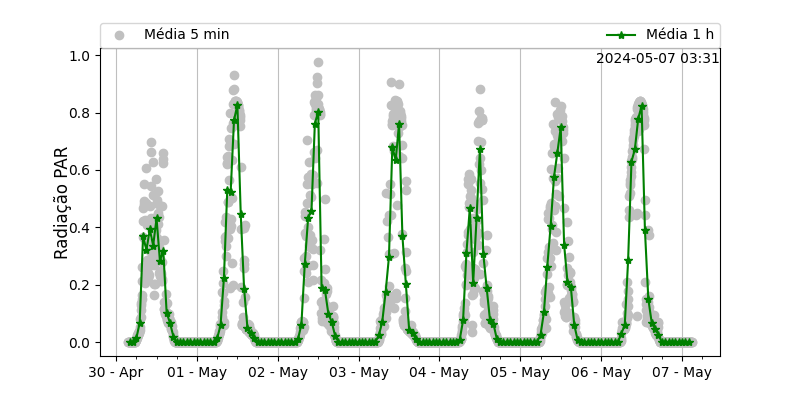 Média 5 min
Média 1 h
2024-05-07 03:31
Radiação PAR
1.0
0.8
0.6
0.4
0.2
0.0
30 - Apr
01 - May
02 - May
03 - May
04 - May
05 - May
06 - May
07 - May